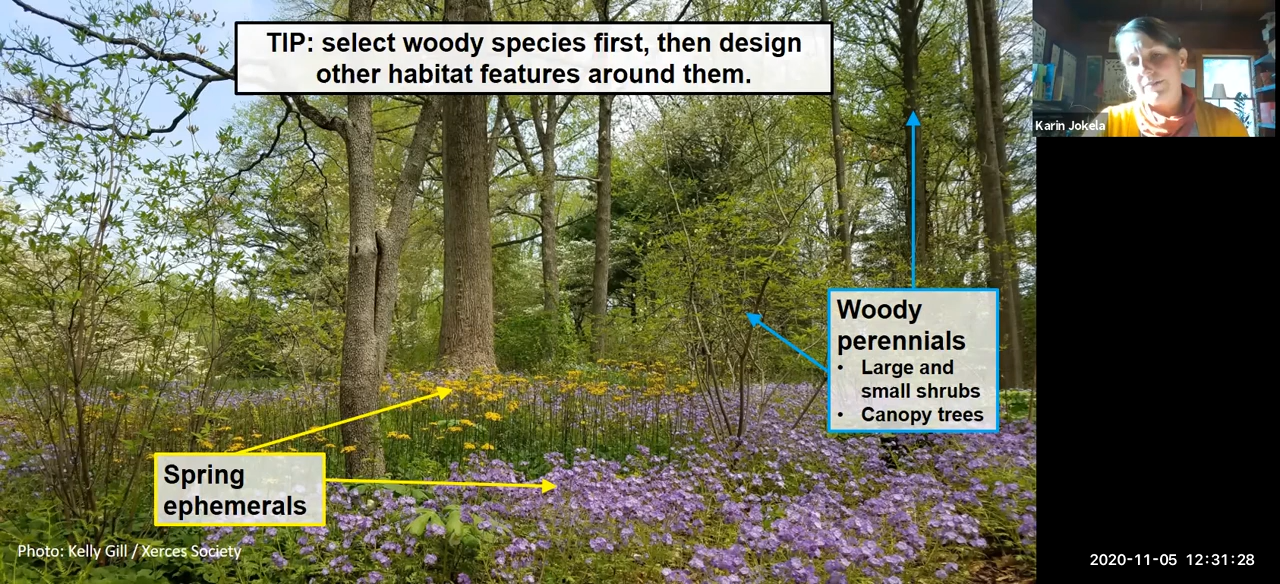 TIP: select woody species first, then design
other habitat features around them.
Karin Jokela
Woody
perennials
• Large and
small shrubs
• Canopy trees
Spring
ephemerals
Photo: Kelly Gill / Xerces Society
2020-11-05 12:31:28